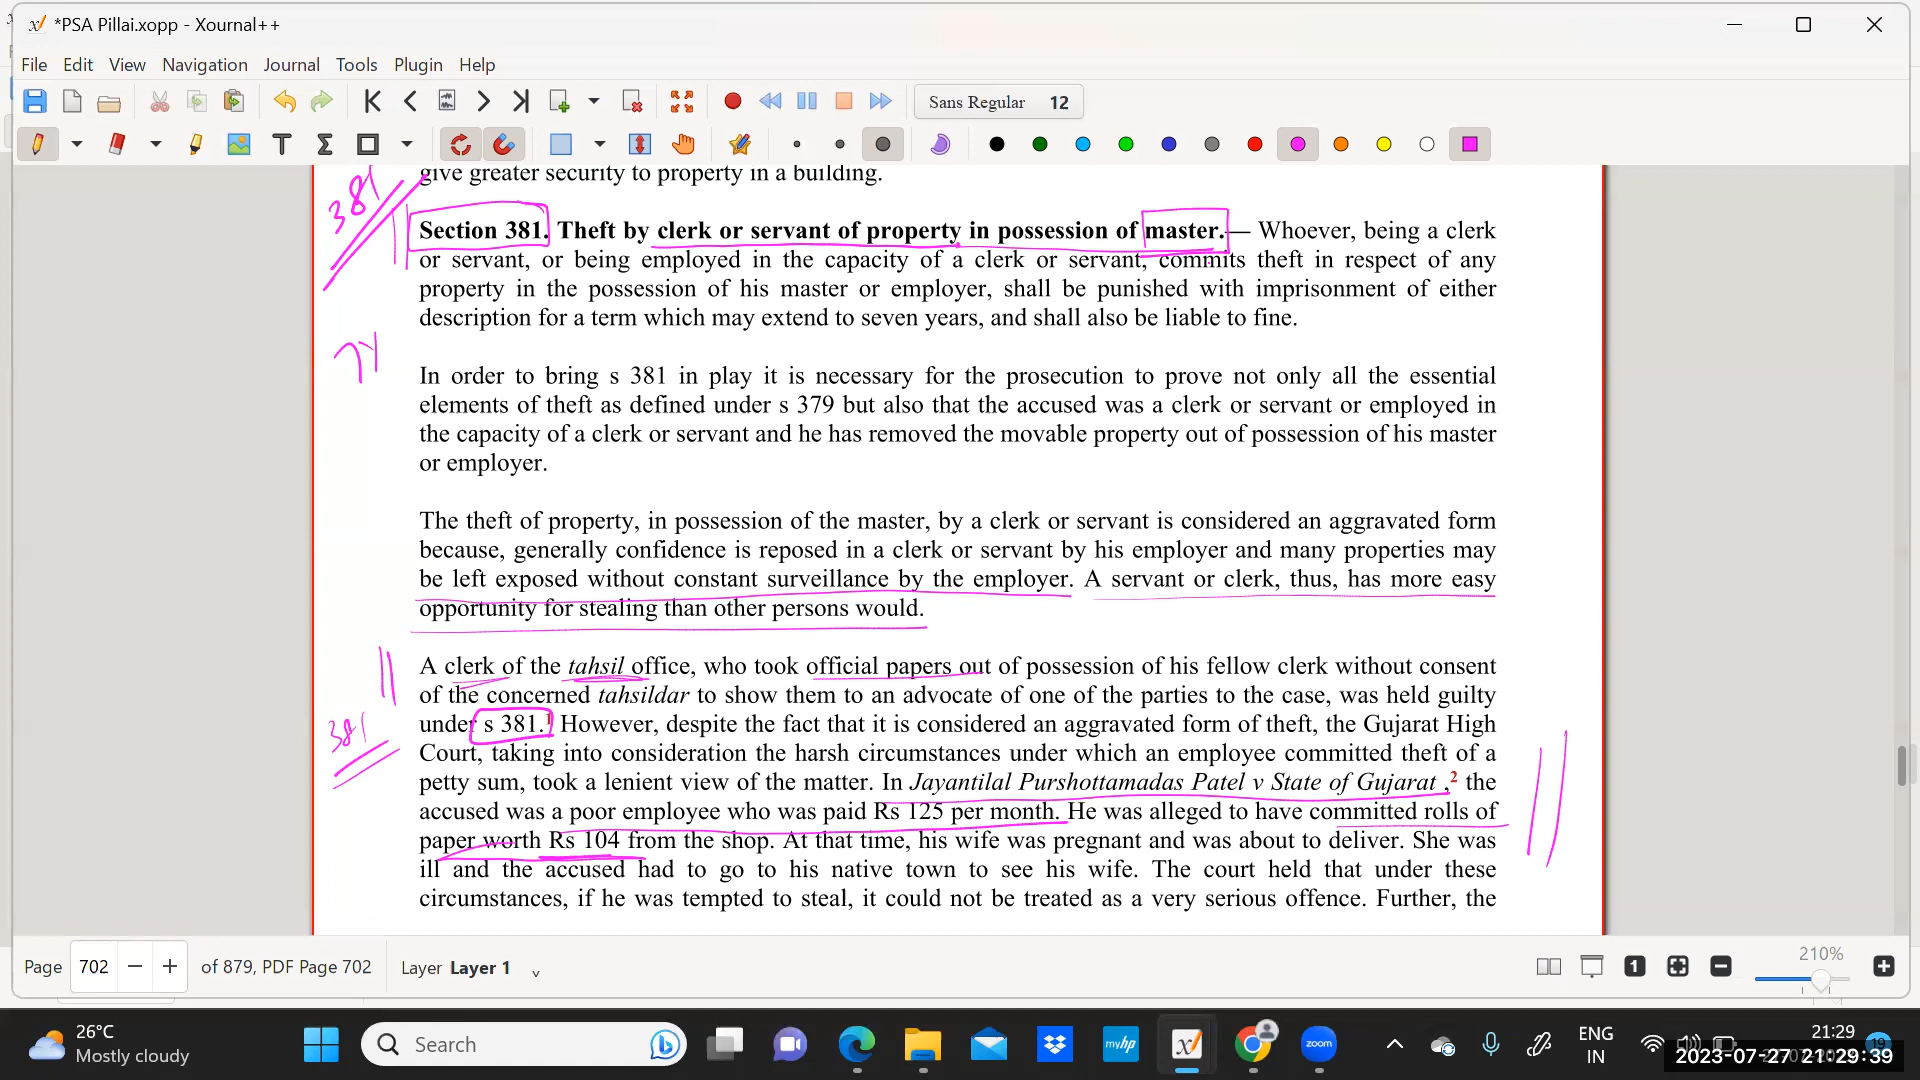 *PSA Pillai.xopp - Xournal++
File Edit View Navigation Journal Tools Plugin Help
Sans Regular 12
give greater security to property in a building.
381
Section 381. Theft by clerk or servant of property in possession of master.— Whoever, being a clerk
or servant, or being employed in the capacity of a clerk or servant, commits theft in respect of any
property in the possession of his master or employer, shall be punished with imprisonment of either
description for a term which may extend to seven years, and shall also be liable to fine.
7Y
In order to bring s 381 in play it is necessary for the prosecution to prove not only all the essential
elements of theft as defined under s 379 but also that the accused was a clerk or servant or employed in
the capacity of a clerk or servant and he has removed the movable property out of possession of his master
or employer.
The theft of property, in possession of the master, by a clerk or servant is considered an aggravated form
because, generally confidence is reposed in a clerk or servant by his employer and many properties may
be left exposed without constant surveillance by the employer. A servant or clerk, thus, has more easy
opportunity for stealing than other persons would.
A clerk of the tahsil office, who took official papers out of possession of his fellow clerk without consent
of the concerned tahsildar to show them to an advocate of one of the parties to the case, was held guilty
381
under s 381.1 However, despite the fact that it is considered an aggravated form of theft, the Gujarat High
Court, taking into consideration the harsh circumstances under which an employee committed theft of a
petty sum, took a lenient view of the matter. In Jayantilal Purshottamadas Patel v State of Gujarat ,2 the
accused was a poor employee who was paid Rs 125 per month. He was alleged to have committed rolls of
paper worth Rs 104 from the shop. At that time, his wife was pregnant and was about to deliver. She was
ill and the accused had to go to his native town to see his wife. The court held that under these
circumstances, if he was tempted to steal, it could not be treated as a very serious offence. Further, the
Page 702 of 879, PDF Page 702 Layer Layer 1 1 210%
26°C
Mostly cloudy
Search
myhp
zoom
ENG
IN
21:29
19
2023-07-27 21:29:39